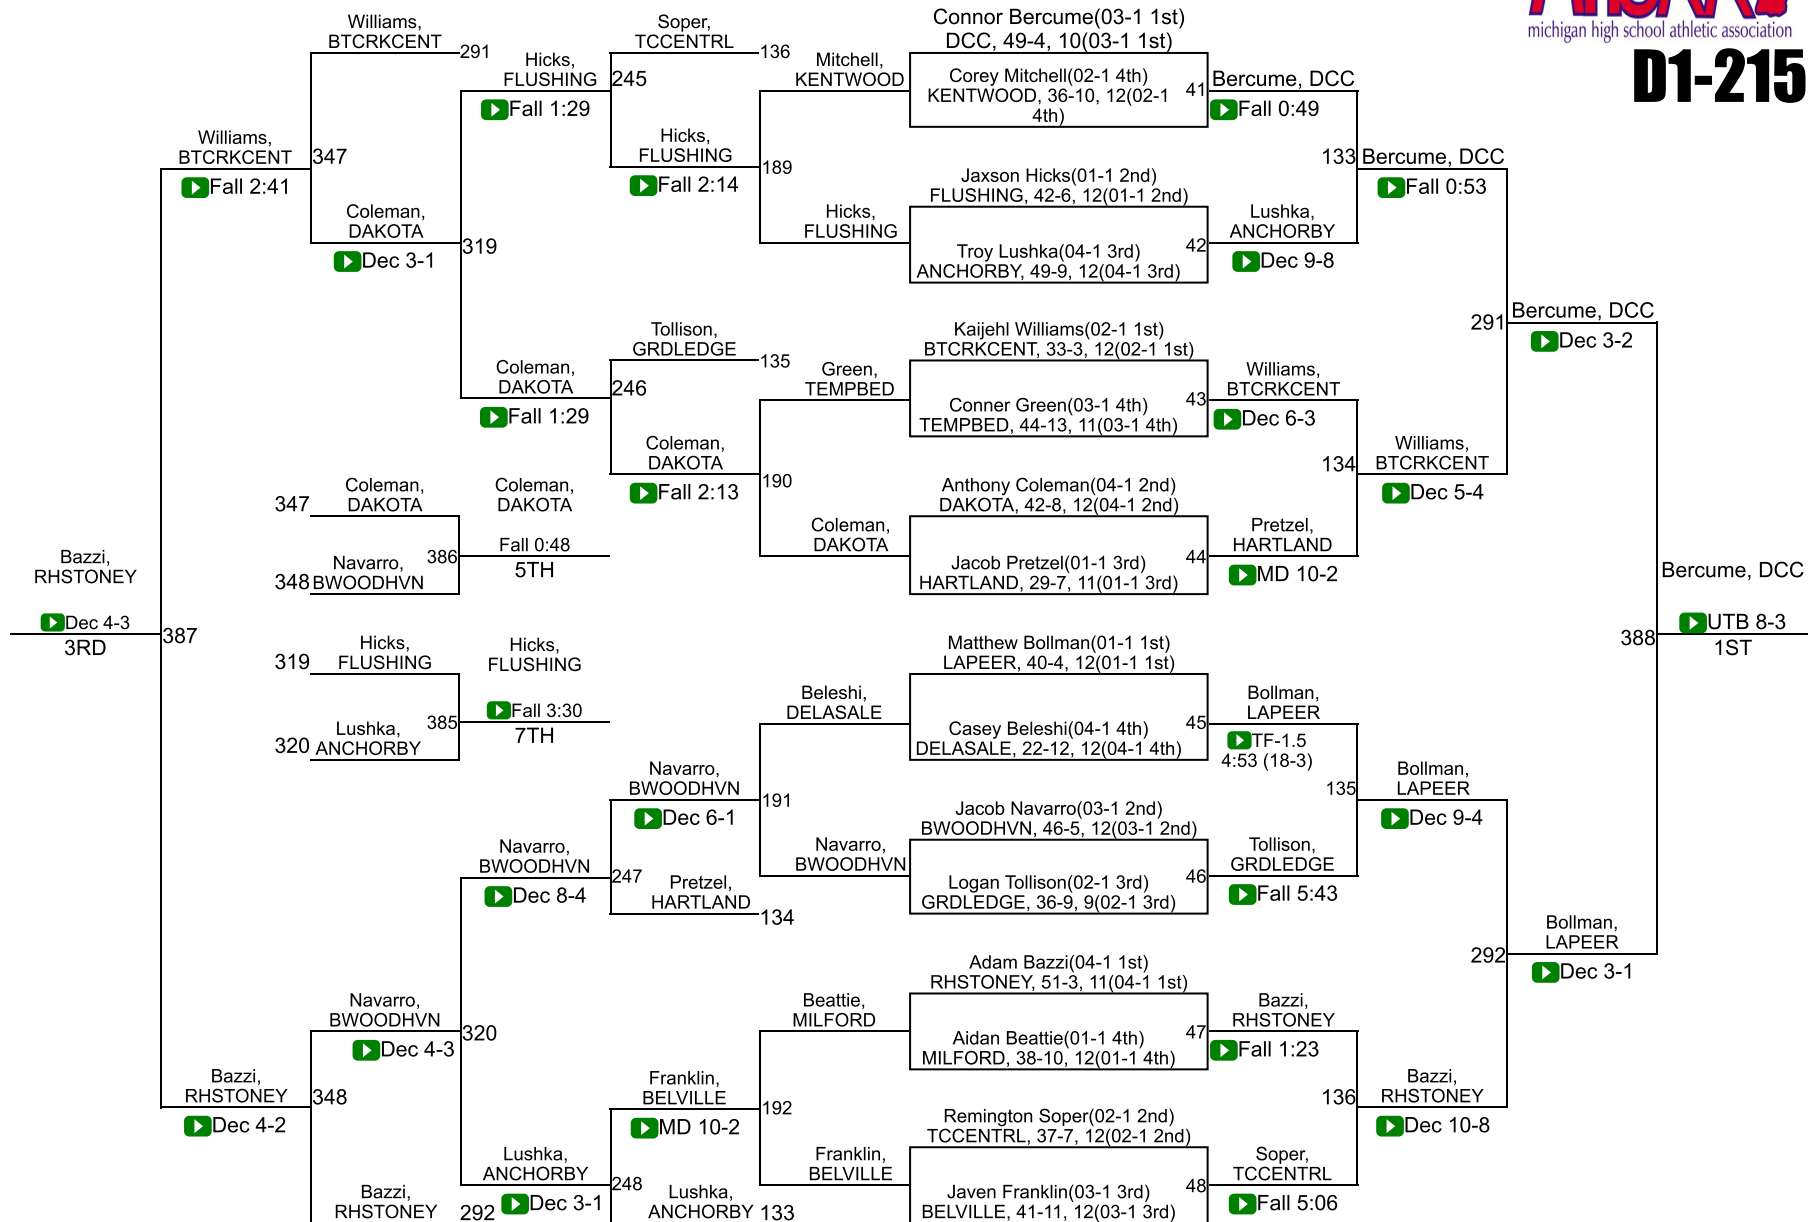 michigan high school athletic association
D1-215
Connor Bercume(03-1 1st)
DCC, 49-4, 10(03-1 1st)
Corey Mitchell(02-1 4th)
KENTWOOD, 36-10, 12(02-1
4th)
41
Jaxson Hicks(01-1 2nd)
FLUSHING, 42-6, 12(01-1 2nd)
Troy Lushka(04-1 3rd)
ANCHORBY, 49-9, 12(04-1 3rd)
42
Kaijehl Williams(02-1 1st)
BTCRKCENT, 33-3, 12(02-1 1st)
Conner Green(03-1 4th)
TEMPBED, 44-13, 11(03-1 4th)
43
Anthony Coleman(04-1 2nd)
DAKOTA, 42-8, 12(04-1 2nd)
Jacob Pretzel(01-1 3rd)
HARTLAND, 29-7, 11(01-1 3rd)
44
Matthew Bollman(01-1 1st)
LAPEER, 40-4, 12(01-1 1st)
Casey Beleshi(04-1 4th)
DELASALE, 22-12, 12(04-1 4th)
45
Jacob Navarro(03-1 2nd)
BWOODHVN, 46-5, 12(03-1 2nd)
Logan Tollison(02-1 3rd)
GRDLEDGE, 36-9, 9(02-1 3rd)
46
Adam Bazzi(04-1 1st)
RHSTONEY, 51-3, 11(04-1 1st)
Aidan Beattie(01-1 4th)
MILFORD, 38-10, 12(01-1 4th)
47
Remington Soper(02-1 2nd)
TCCENTRL, 37-7, 12(02-1 2nd)
Javen Franklin(03-1 3rd)
BELVILLE, 41-11, 12(03-1 3rd)
48
Bercume, DCC
Fall 0:49
133
Lushka,
ANCHORBY
Dec 9-8
Williams,
BTCRKCENT
Dec 6-3
134
Pretzel,
HARTLAND
MD 10-2
Bollman,
LAPEER
TF-1.5
4:53 (18-3)
135
Tollison,
GRDLEDGE
Fall 5:43
Bazzi,
RHSTONEY
Fall 1:23
136
Soper,
TCCENTRL
Fall 5:06
Bercume, DCC
Fall 0:53
291
Williams,
BTCRKCENT
Dec 5-4
Bollman,
LAPEER
Dec 9-4
292
Bazzi,
RHSTONEY
Dec 10-8
Bercume, DCC
Dec 3-2
388
Bollman,
LAPEER
Dec 3-1
Bercume, DCC
UTB 8-3
1ST
Mitchell,
KENTWOOD
189
Hicks,
FLUSHING
Green,
TEMPBED
190
Coleman,
DAKOTA
Beleshi,
DELASALE
191
Navarro,
BWOODHVN
Beattie,
MILFORD
192
Franklin,
BELVILLE
Soper,
TCCENTRL
136
245
Hicks,
FLUSHING
Fall 2:14
Tollison,
GRDLEDGE
135
246
Coleman,
DAKOTA
Fall 2:13
Navarro,
BWOODHVN
Dec 6-1
247
Pretzel,
HARTLAND
134
Franklin,
BELVILLE
MD 10-2
248
Lushka,
ANCHORBY
133
Hicks,
FLUSHING
Fall 1:29
319
Coleman,
DAKOTA
Fall 1:29
Navarro,
BWOODHVN
Dec 8-4
320
Lushka,
ANCHORBY
Dec 3-1
Williams,
BTCRKCENT
291
347
Coleman,
DAKOTA
Dec 3-1
Navarro,
BWOODHVN
Dec 4-3
348
Bazzi,
RHSTONEY
292
Williams,
BTCRKCENT
Fall 2:41
387
Bazzi,
RHSTONEY
Dec 4-2
Bazzi,
RHSTONEY
Dec 4-3
3RD
347
Coleman,
DAKOTA
348
Navarro,
BWOODHVN
386
Coleman,
DAKOTA
Fall 0:48
5TH
319
Hicks,
FLUSHING
320
Lushka,
ANCHORBY
385
Hicks,
FLUSHING
Fall 3:30
7TH